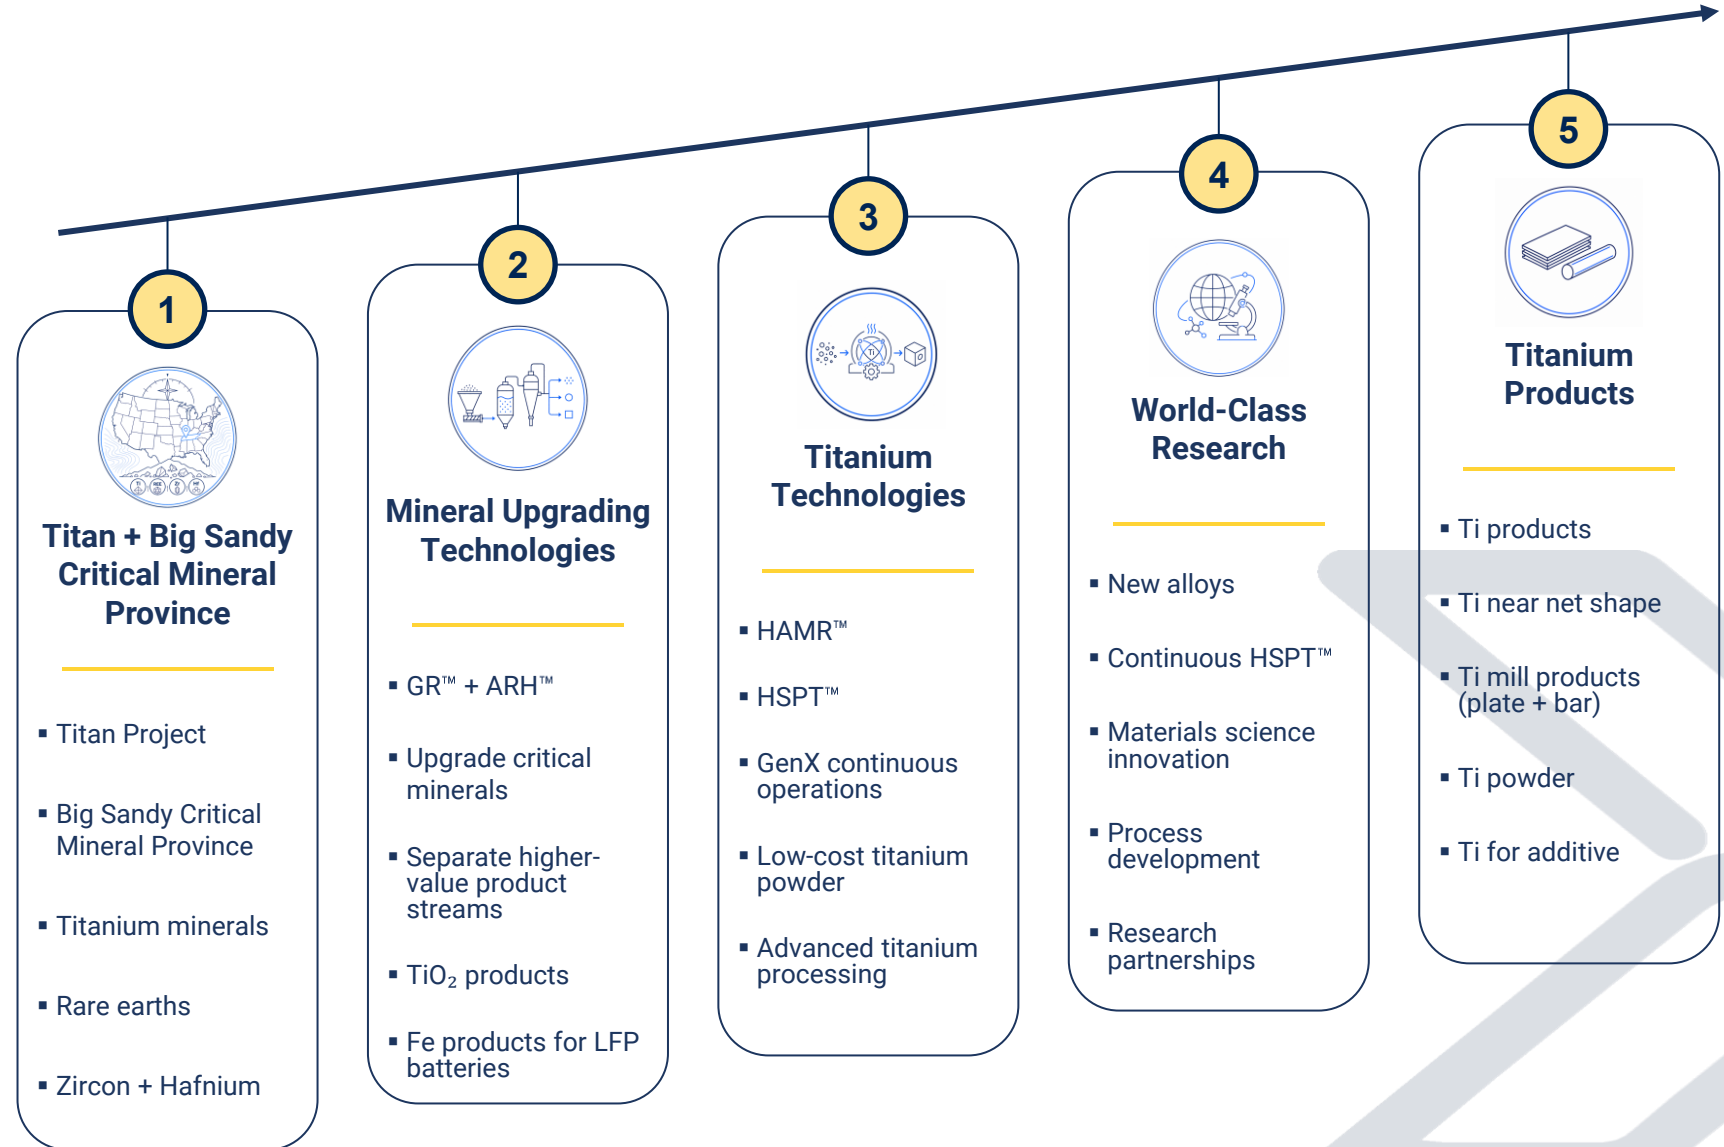 1
Titan + Big Sandy
Critical Mineral
Province
▪ Titan Project
▪ Big Sandy Critical
Mineral Province
▪ Titanium minerals
▪ Rare earths
▪ Zircon + Hafnium
2
Mineral Upgrading
Technologies
▪ GR™ + ARH™
▪ Upgrade critical
minerals
▪ Separate higher-
value product
streams
▪ TiO₂ products
▪ Fe products for LFP
batteries
3
Ti
Titanium
Technologies
▪ HAMR™
▪ HSPT™
▪ GenX continuous
operations
▪ Low-cost titanium
powder
▪ Advanced titanium
processing
4
World-Class
Research
▪ New alloys
▪ Continuous HSPT™
▪ Materials science
innovation
▪ Process
development
▪ Research
partnerships
5
Titanium
Products
▪ Ti products
▪ Ti near net shape
▪ Ti mill products
(plate + bar)
▪ Ti powder
▪ Ti for additive